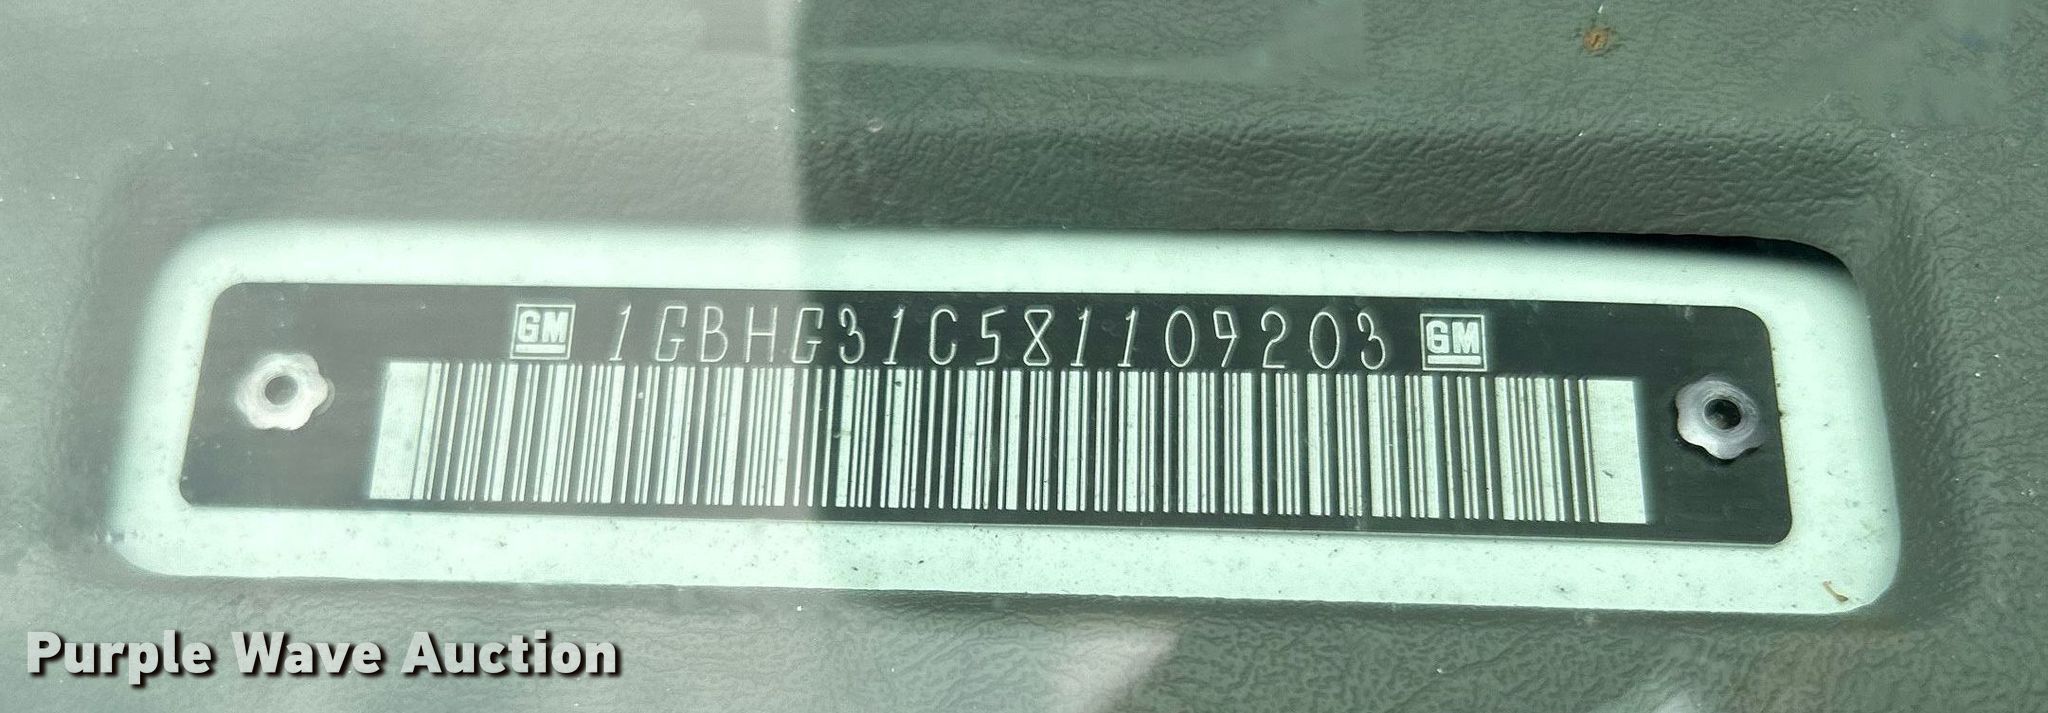 GM 1GBHG31C581109203 GM
Purple Wave Auction